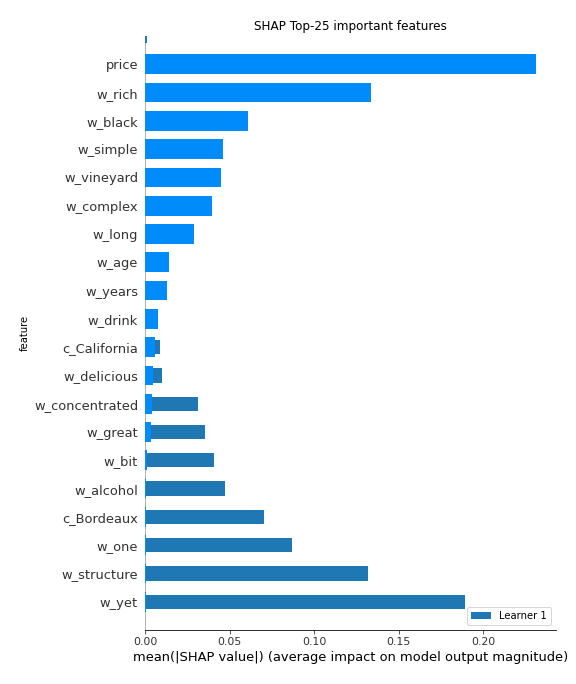 SHAP Top-25 important features
price
w_rich
w_black
w_simple
w_vineyard
w_complex
w_long
w_age
w_years
w_drink
c_California
w_delicious
w_concentrated
w_great
w_bit
w_alcohol
c_Bordeaux
w_one
w_structure
w_yet
feature
Learner 1
0.00 0.05 0.10 0.15 0.20
mean(|SHAP value|) (average impact on model output magnitude)